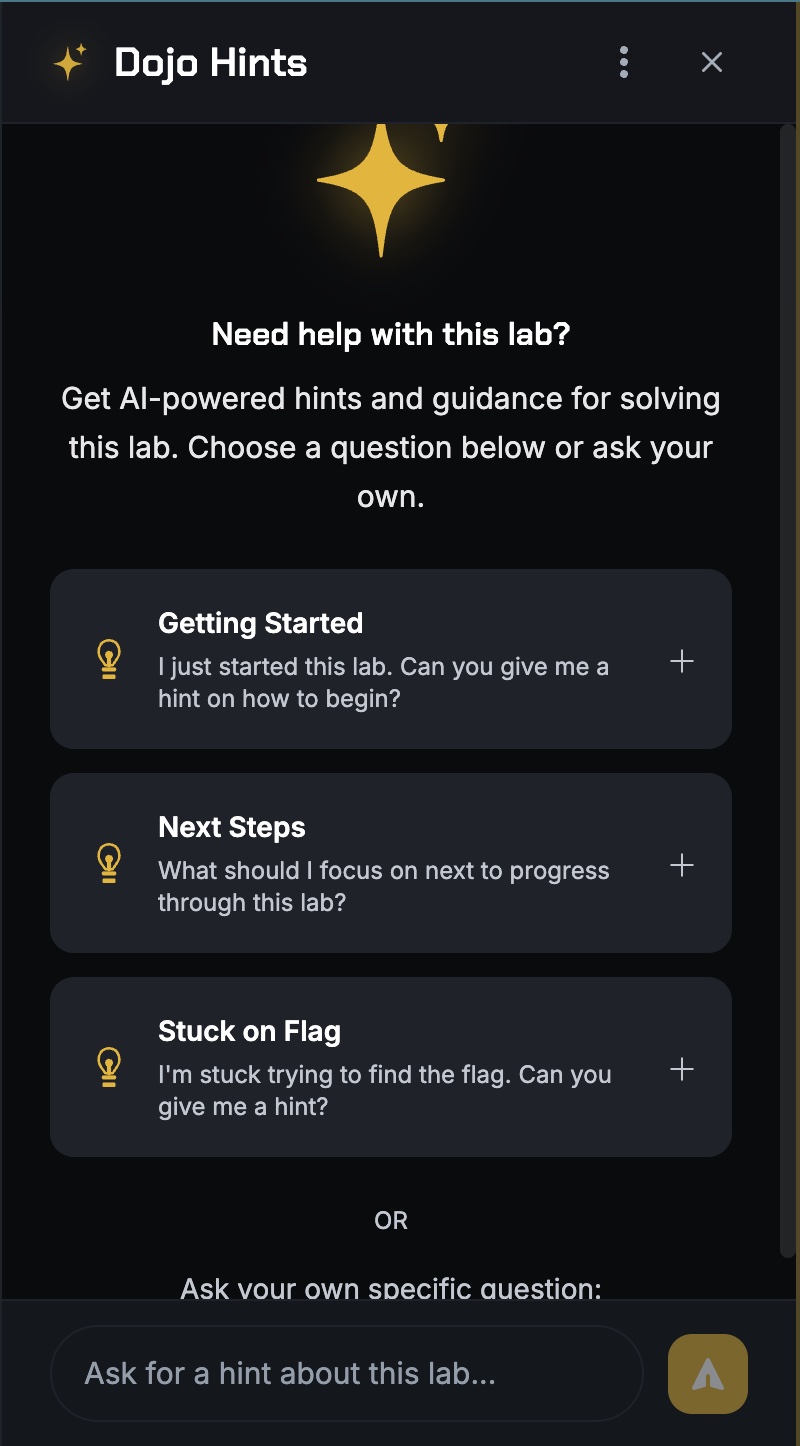 Dojo Hints
Need help with this lab?
Get AI-powered hints and guidance for solving
this lab. Choose a question below or ask your
own.
Getting Started
I just started this lab. Can you give me a
hint on how to begin?
Next Steps
What should I focus on next to progress
through this lab?
Stuck on Flag
I'm stuck trying to find the flag. Can you
give me a hint?
OR
Ask your own specific question:
Ask for a hint about this lab...